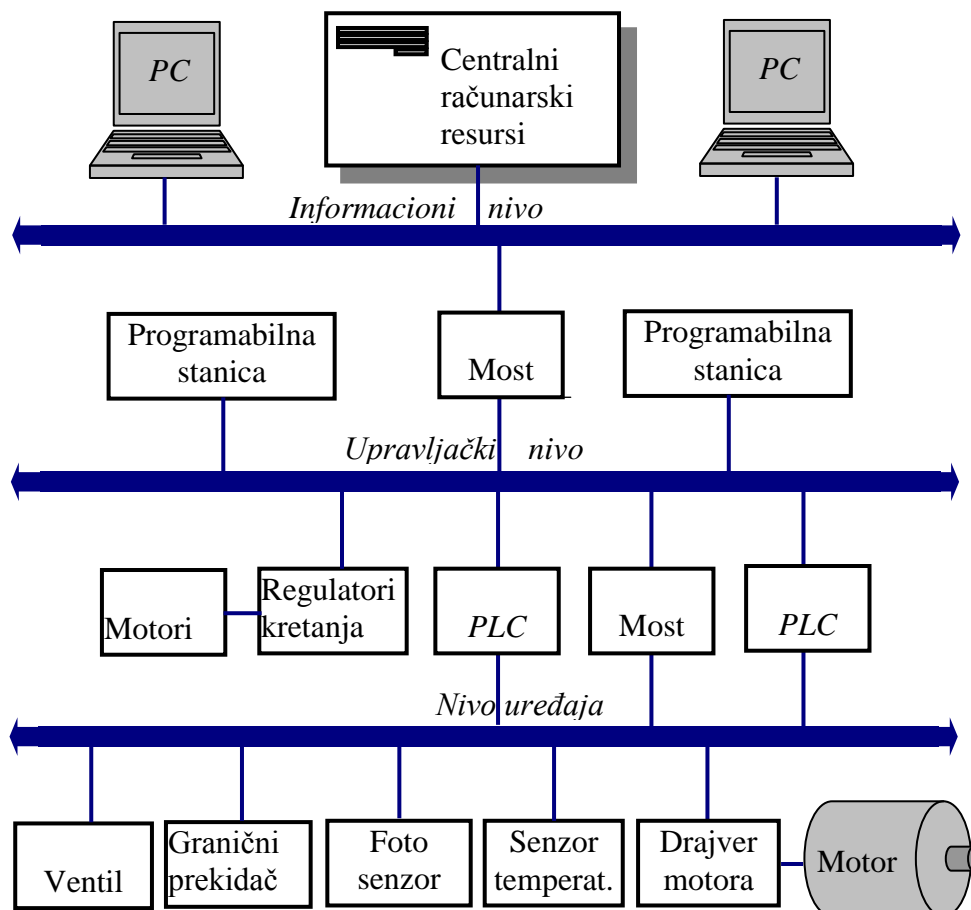 PC
Centralni
računarski
resursi
PC
Informacioni nivo
Programabilna
stanica
Most
Programabilna
stanica
Upravljački nivo
Motori
Regulatori
kretanja
PLC
Most
PLC
Nivo uređaja
Ventil
Granični
prekidač
Foto
senzor
Senzor
temperat.
Drajver
motora
Motor